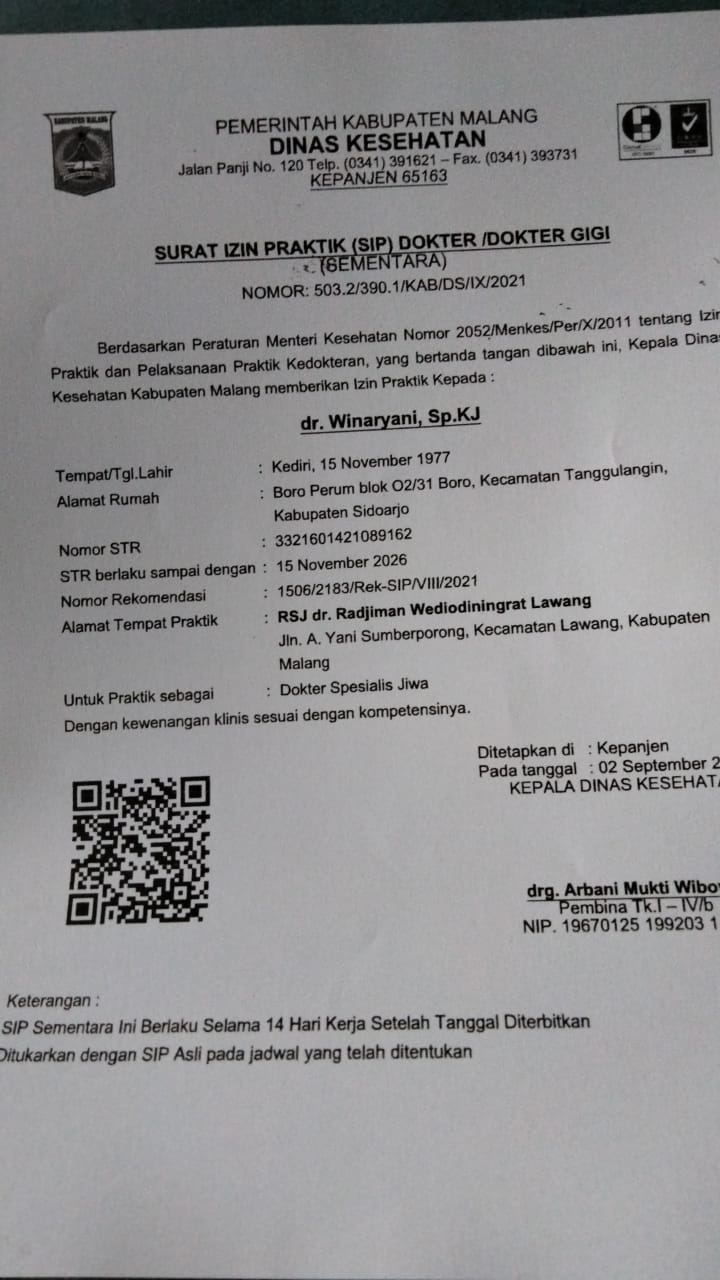 KABUPATEN MALANG
PEMERINTAH KABUPATEN MALANG
DINAS KESEHATAN
Jalan Panji No. 120 Telp. (0341) 391621 – Fax. (0341) 393731
KEPANJEN 65163
SURAT IZIN PRAKTIK (SIP) DOKTER /DOKTER GIGI
(SEMENTARA)
NOMOR: 503.2/390.1/KAB/DS/IX/2021
Berdasarkan Peraturan Menteri Kesehatan Nomor 2052/Menkes/Per/X/2011 tentang Izin
Praktik dan Pelaksanaan Praktik Kedokteran, yang bertanda tangan dibawah ini, Kepala Dinas
Kesehatan Kabupaten Malang memberikan Izin Praktik Kepada :
dr. Winaryani, Sp.KJ
Tempat/Tgl.Lahir : Kediri, 15 November 1977
Alamat Rumah : Boro Perum blok O2/31 Boro, Kecamatan Tanggulangin,
Kabupaten Sidoarjo
Nomor STR : 3321601421089162
STR berlaku sampai dengan : 15 November 2026
Nomor Rekomendasi : 1506/2183/Rek-SIP/VIII/2021
Alamat Tempat Praktik : RSJ dr. Radjiman Wediodiningrat Lawang
Jln. A. Yani Sumberporong, Kecamatan Lawang, Kabupaten
Malang
Untuk Praktik sebagai : Dokter Spesialis Jiwa
Dengan kewenangan klinis sesuai dengan kompetensinya.
Ditetapkan di : Kepanjen
Pada tanggal : 02 September 2
KEPALA DINAS KESEHATA
drg. Arbani Mukti Wibo
Pembina Tk.I – IV/b
NIP. 19670125 199203 1
Keterangan :
SIP Sementara Ini Berlaku Selama 14 Hari Kerja Setelah Tanggal Diterbitkan
Ditukarkan dengan SIP Asli pada jadwal yang telah ditentukan